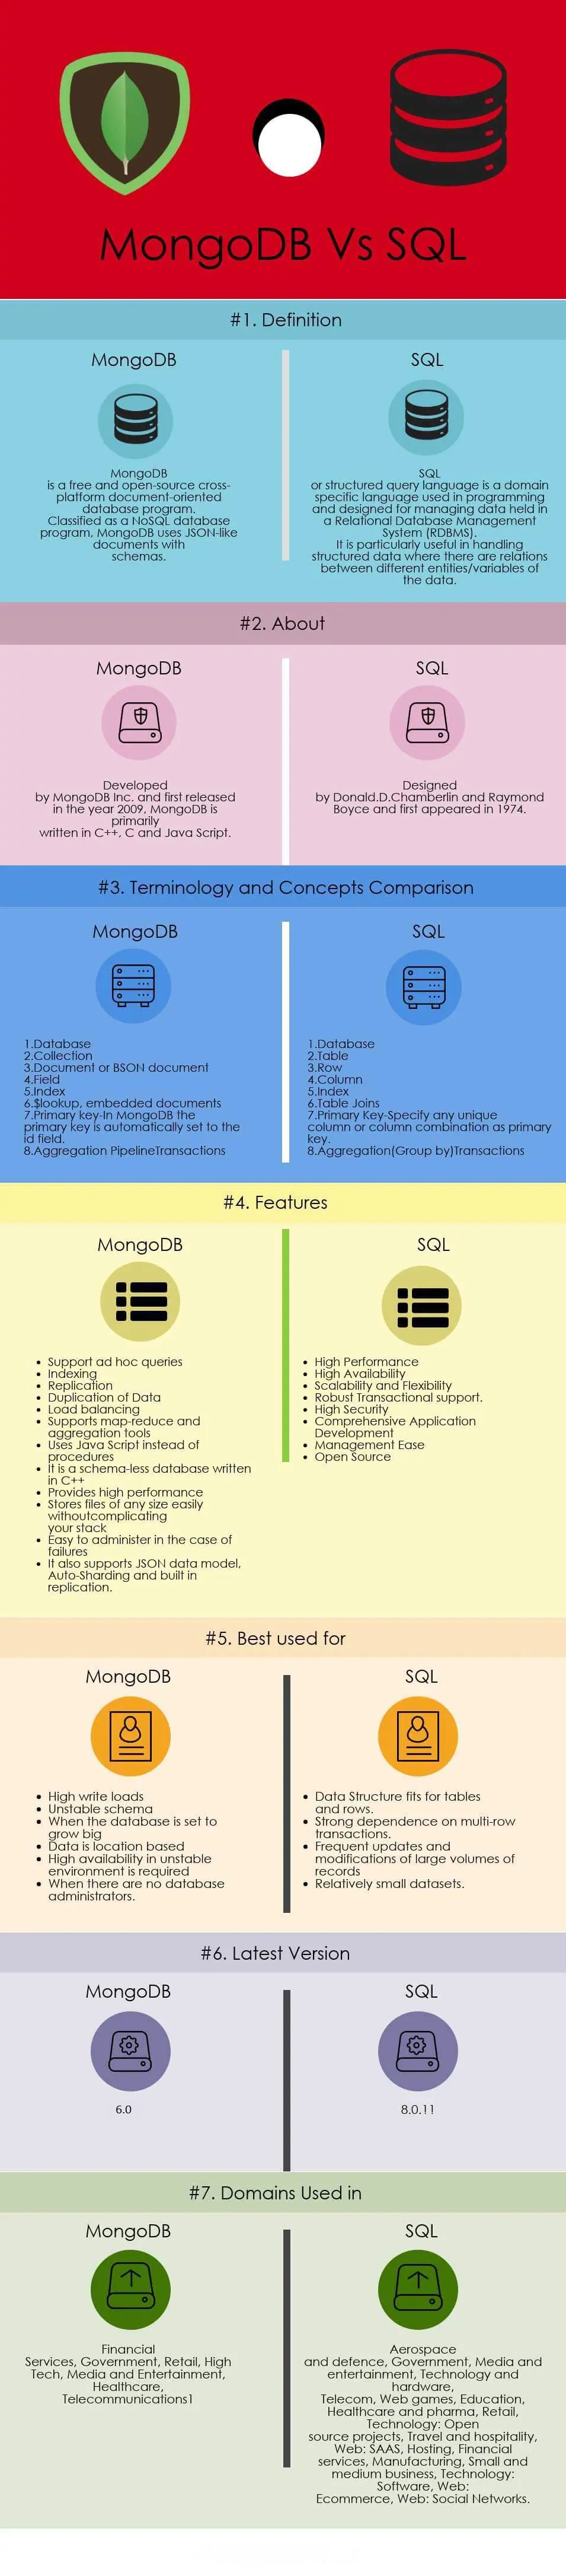 MongoDB Vs SQL
#1. Definition
MongoDB
MongoDB
is a free and open-source cross-
platform document-oriented
database program.
Classified as a NoSQL database
program, MongoDB uses JSON-like
documents with
schemas.
SQL
SQL
or structured query language is a domain
specific language used in programming
and designed for managing data held in
a Relational Database Management
System (RDBMS).
It is particularly useful in handling
structured data where there are relations
between different entities/variables of
the data.
#2. About
MongoDB
Developed
by MongoDB Inc. and first released
in the year 2009, MongoDB is
primarily
written in C++, C and Java Script.
SQL
Designed
by Donald.D.Chamberlin and Raymond
Boyce and first appeared in 1974.
#3. Terminology and Concepts Comparison
MongoDB
1.Database
2.Collection
3.Document or BSON document
4.Field
5.Index
6.$lookup, embedded documents
7.Primary key-In MongoDB the
primary key is automatically set to the
id field.
8.Aggregation PipelineTransactions
SQL
1.Database
2.Table
3.Row
4.Column
5.Index
6.Table Joins
7.Primary Key-Specify any unique
column or column combination as primary
key.
8.Aggregation(Group by)Transactions
#4. Features
MongoDB
• Support ad hoc queries
• Indexing
• Replication
• Duplication of Data
• Load balancing
• Supports map-reduce and
aggregation tools
• Uses Java Script instead of
procedures
• It is a schema-less database written
in C++
• Provides high performance
• Stores files of any size easily
withoutcomplicating
your stack
• Easy to administer in the case of
failures
• It also supports JSON data model,
Auto-Sharding and built in
replication.
SQL
• High Performance
• High Availability
• Scalability and Flexibility
• Robust Transactional support.
• High Security
• Comprehensive Application
Development
• Management Ease
• Open Source
#5. Best used for
MongoDB
• High write loads
• Unstable schema
• When the database is set to
grow big
• Data is location based
• High availability in unstable
environment is required
• When there are no database
administrators.
SQL
• Data Structure fits for tables
and rows.
• Strong dependence on multi-row
transactions.
• Frequent updates and
modifications of large volumes of
records
• Relatively small datasets.
#6. Latest Version
MongoDB
6.0
SQL
8.0.11
#7. Domains Used in
MongoDB
Financial
Services, Government, Retail, High
Tech, Media and Entertainment,
Healthcare,
Telecommunications1
SQL
Aerospace
and defence, Government, Media and
entertainment, Technology and
hardware,
Telecom, Web games, Education,
Healthcare and pharma, Retail,
Technology: Open
source projects, Travel and hospitality,
Web: SAAS, Hosting, Financial
services, Manufacturing, Small and
medium business, Technology:
Software, Web:
Ecommerce, Web: Social Networks.